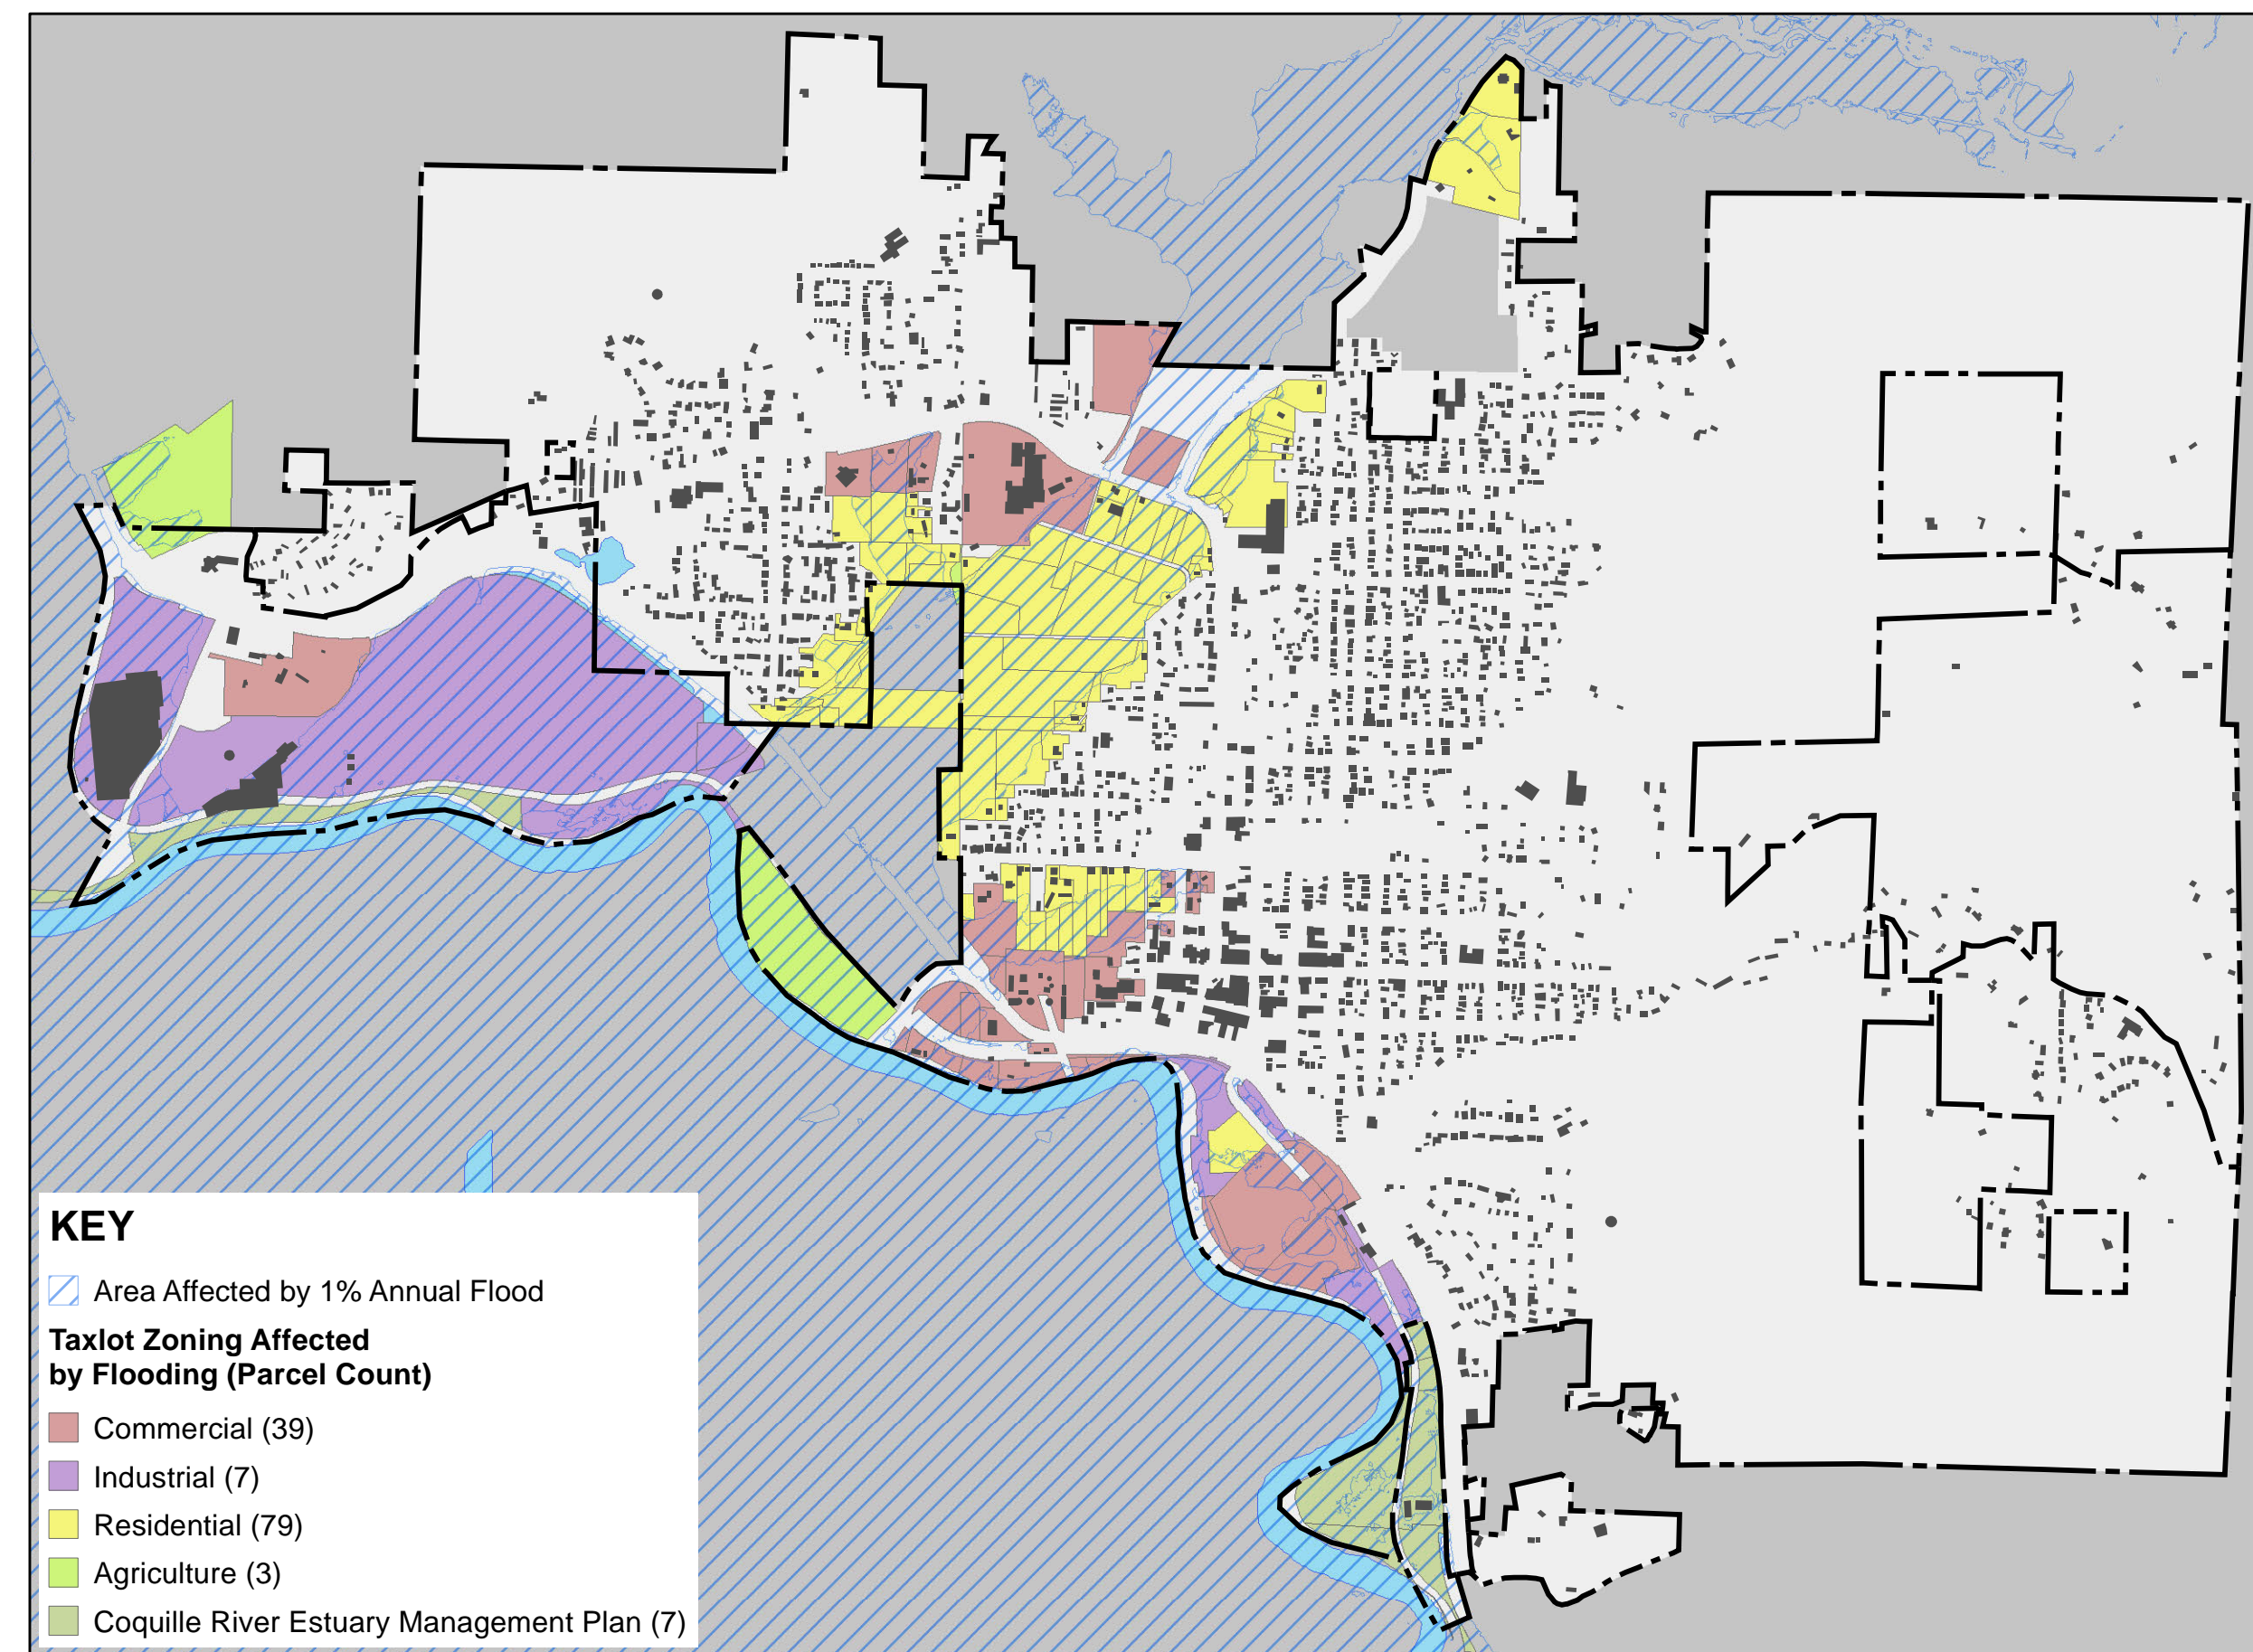 KEY
Area Affected by 1% Annual Flood
Taxlot Zoning Affected
by Flooding (Parcel Count)
Commercial (39)
Industrial (7)
Residential (79)
Agriculture (3)
Coquille River Estuary Management Plan (7)